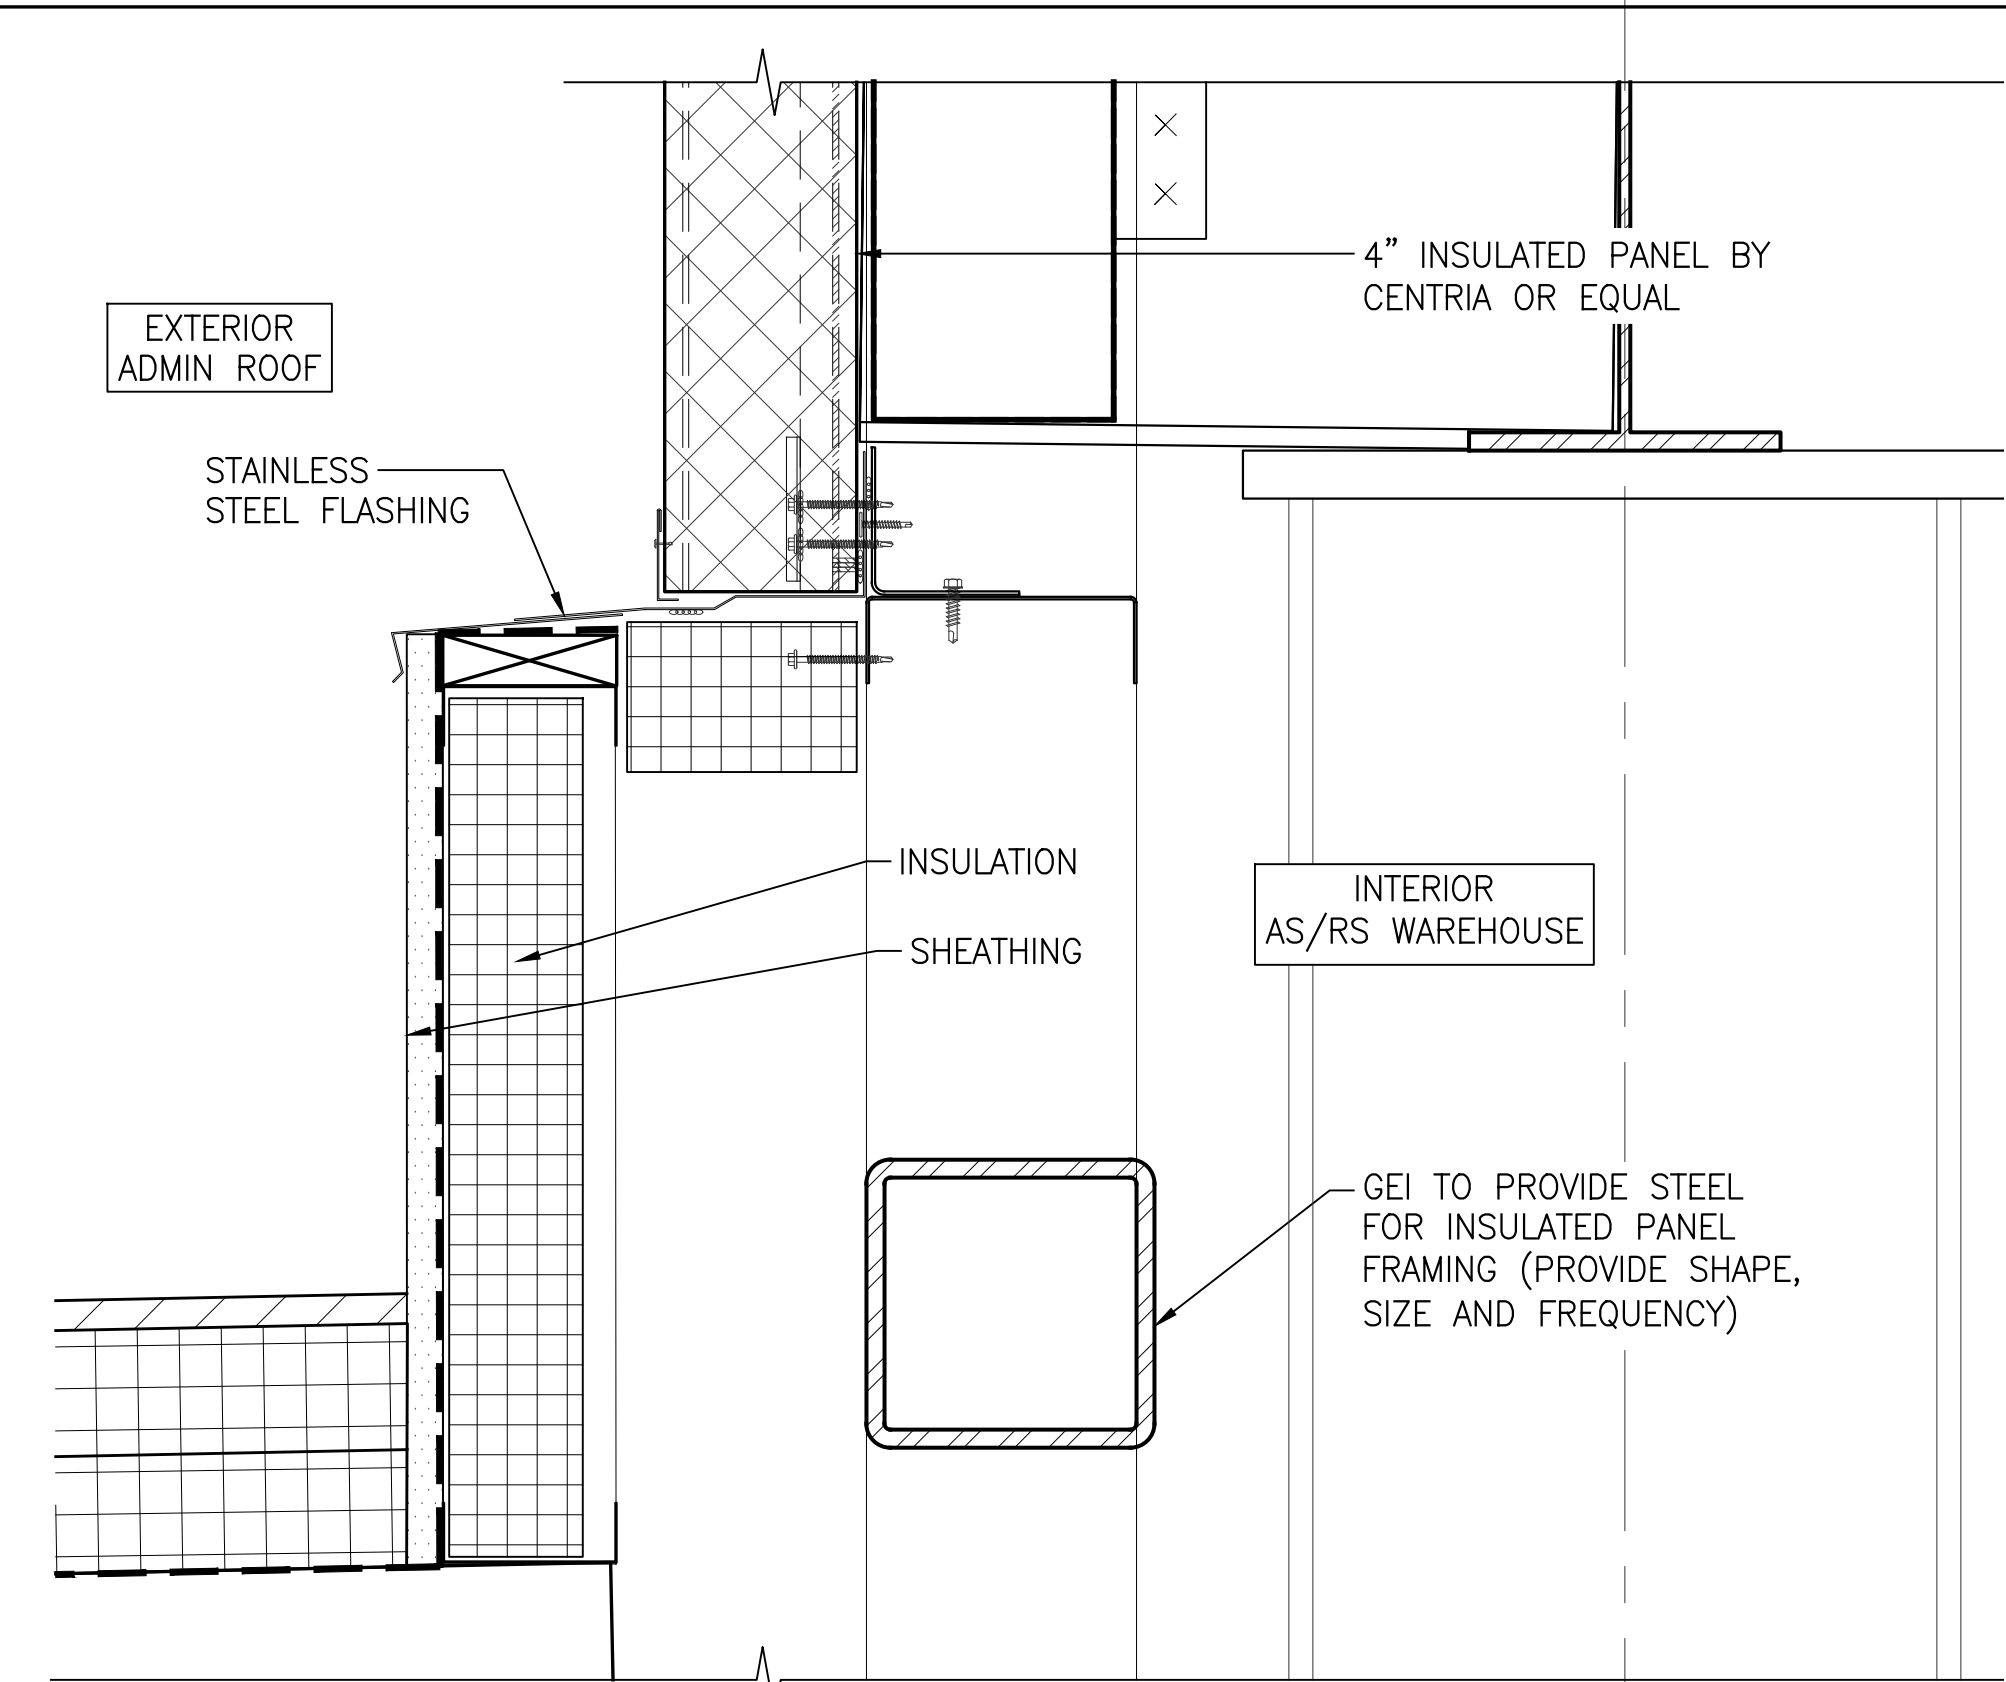 4” INSULATED PANEL BY
CENTRIA OR EQUAL
EXTERIOR
ADMIN ROOF
STAINLESS
STEEL FLASHING
INSULATION
SHEATHING
INTERIOR
AS/RS WAREHOUSE
GEI TO PROVIDE STEEL
FOR INSULATED PANEL
FRAMING (PROVIDE SHAPE,
SIZE AND FREQUENCY)